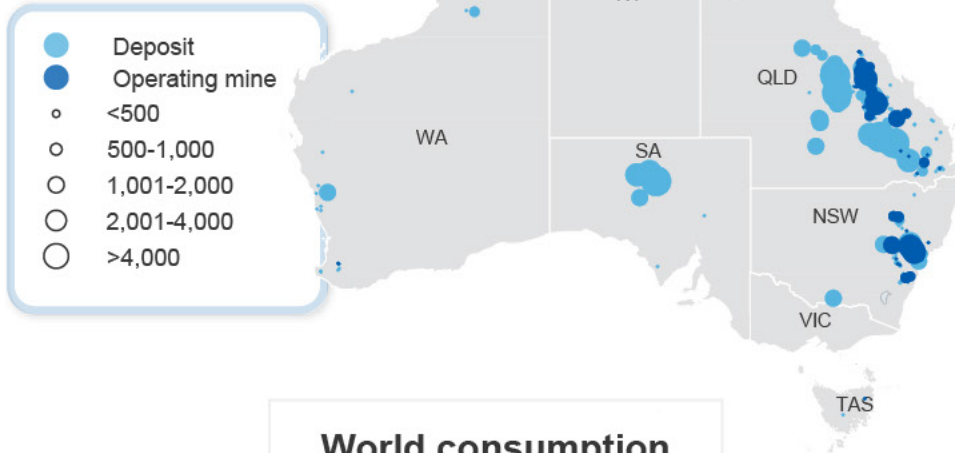 Deposit
Operating mine
<500
500-1,000
1,001-2,000
2,001-4,000
>4,000
QLD
WA
SA
NSW
VIC
TAS
World consumption